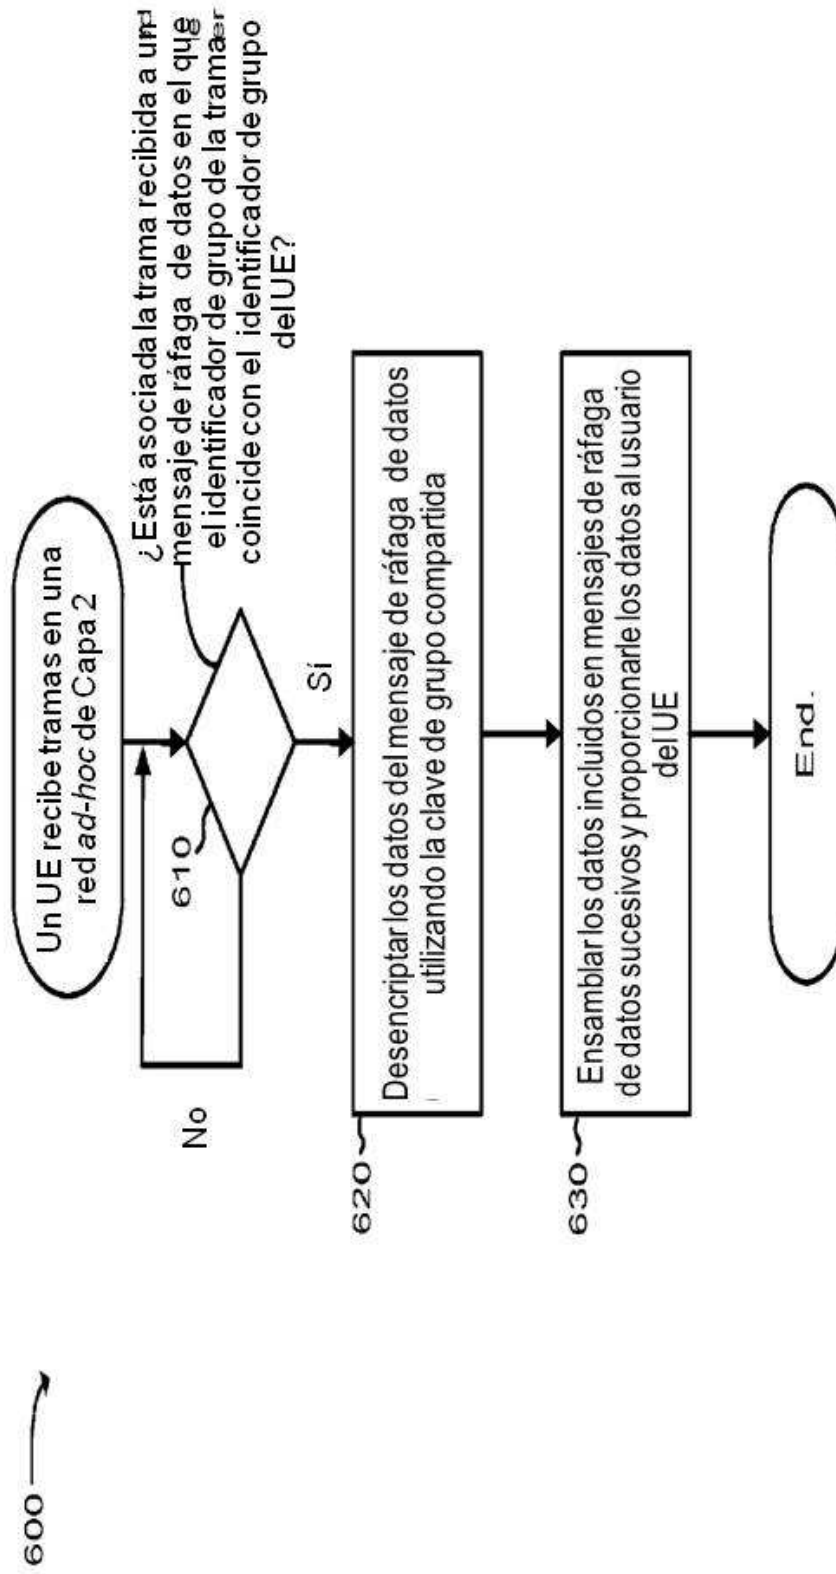 600
Un UE recibe tramas en una
red ad-hoc de Capa 2
¿Está asociada la trama recibida a un
mensaje de ráfaga de datos en el que
el identificador de grupo de la trama
coincide con el identificador de grupo
del UE?
610
No
Sí
620
Desencriptar los datos del mensaje de ráfaga de datos
utilizando la clave de grupo compartida
630
Ensamblar los datos incluidos en mensajes de ráfaga
de datos sucesivos y proporcionarle los datos al usuario
del UE
End.